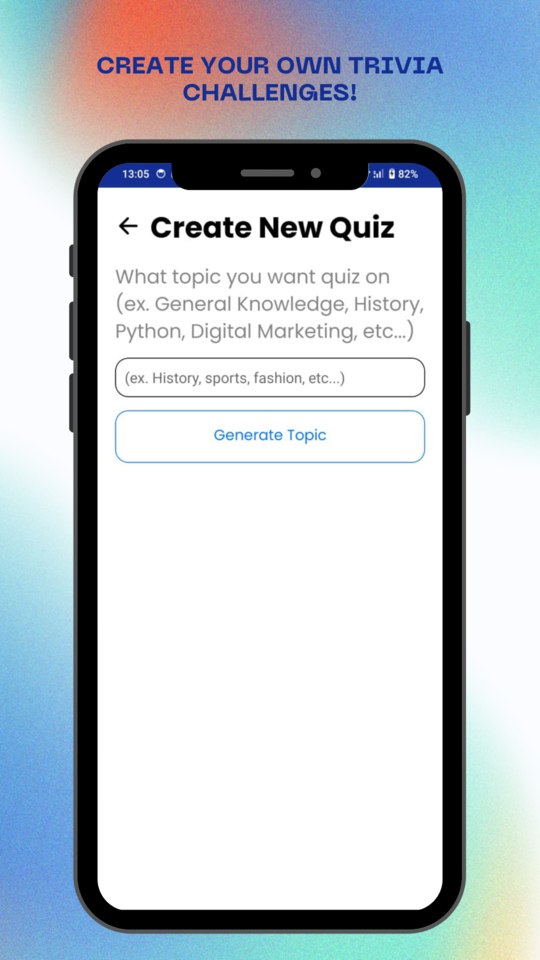 CREATE YOUR OWN TRIVIA
CHALLENGES!
13:05 82%
Create New Quiz
What topic you want quiz on
(ex. General Knowledge, History,
Python, Digital Marketing, etc...)
(ex. History, sports, fashion, etc...)
Generate Topic